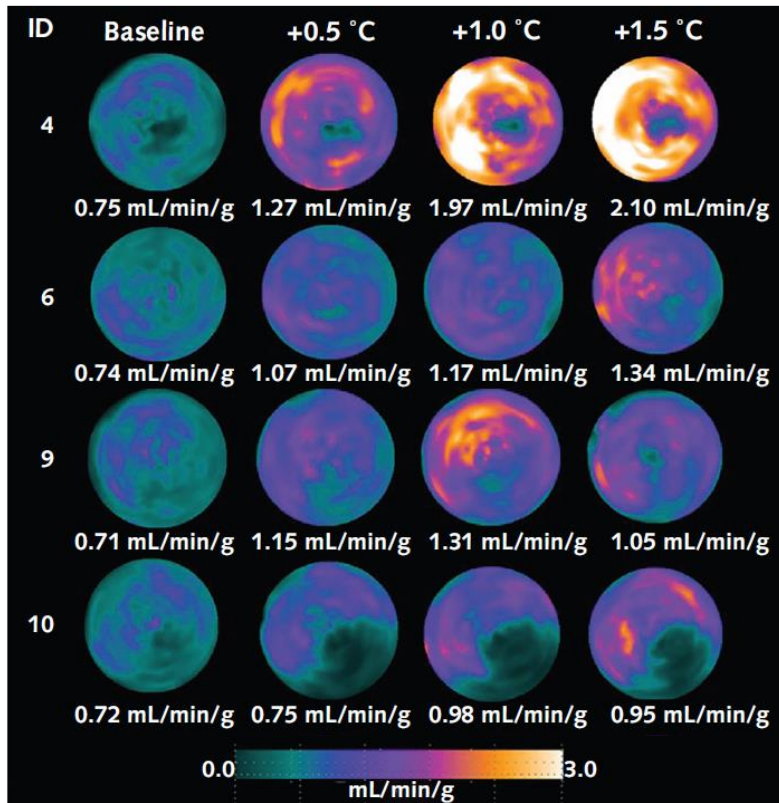 ID Baseline +0.5 °C +1.0 °C +1.5 °C
4
0.75 mL/min/g 1.27 mL/min/g 1.97 mL/min/g 2.10 mL/min/g
6
0.74 mL/min/g 1.07 mL/min/g 1.17 mL/min/g 1.34 mL/min/g
9
0.71 mL/min/g 1.15 mL/min/g 1.31 mL/min/g 1.05 mL/min/g
10
0.72 mL/min/g 0.75 mL/min/g 0.98 mL/min/g 0.95 mL/min/g
0.0 3.0
mL/min/g